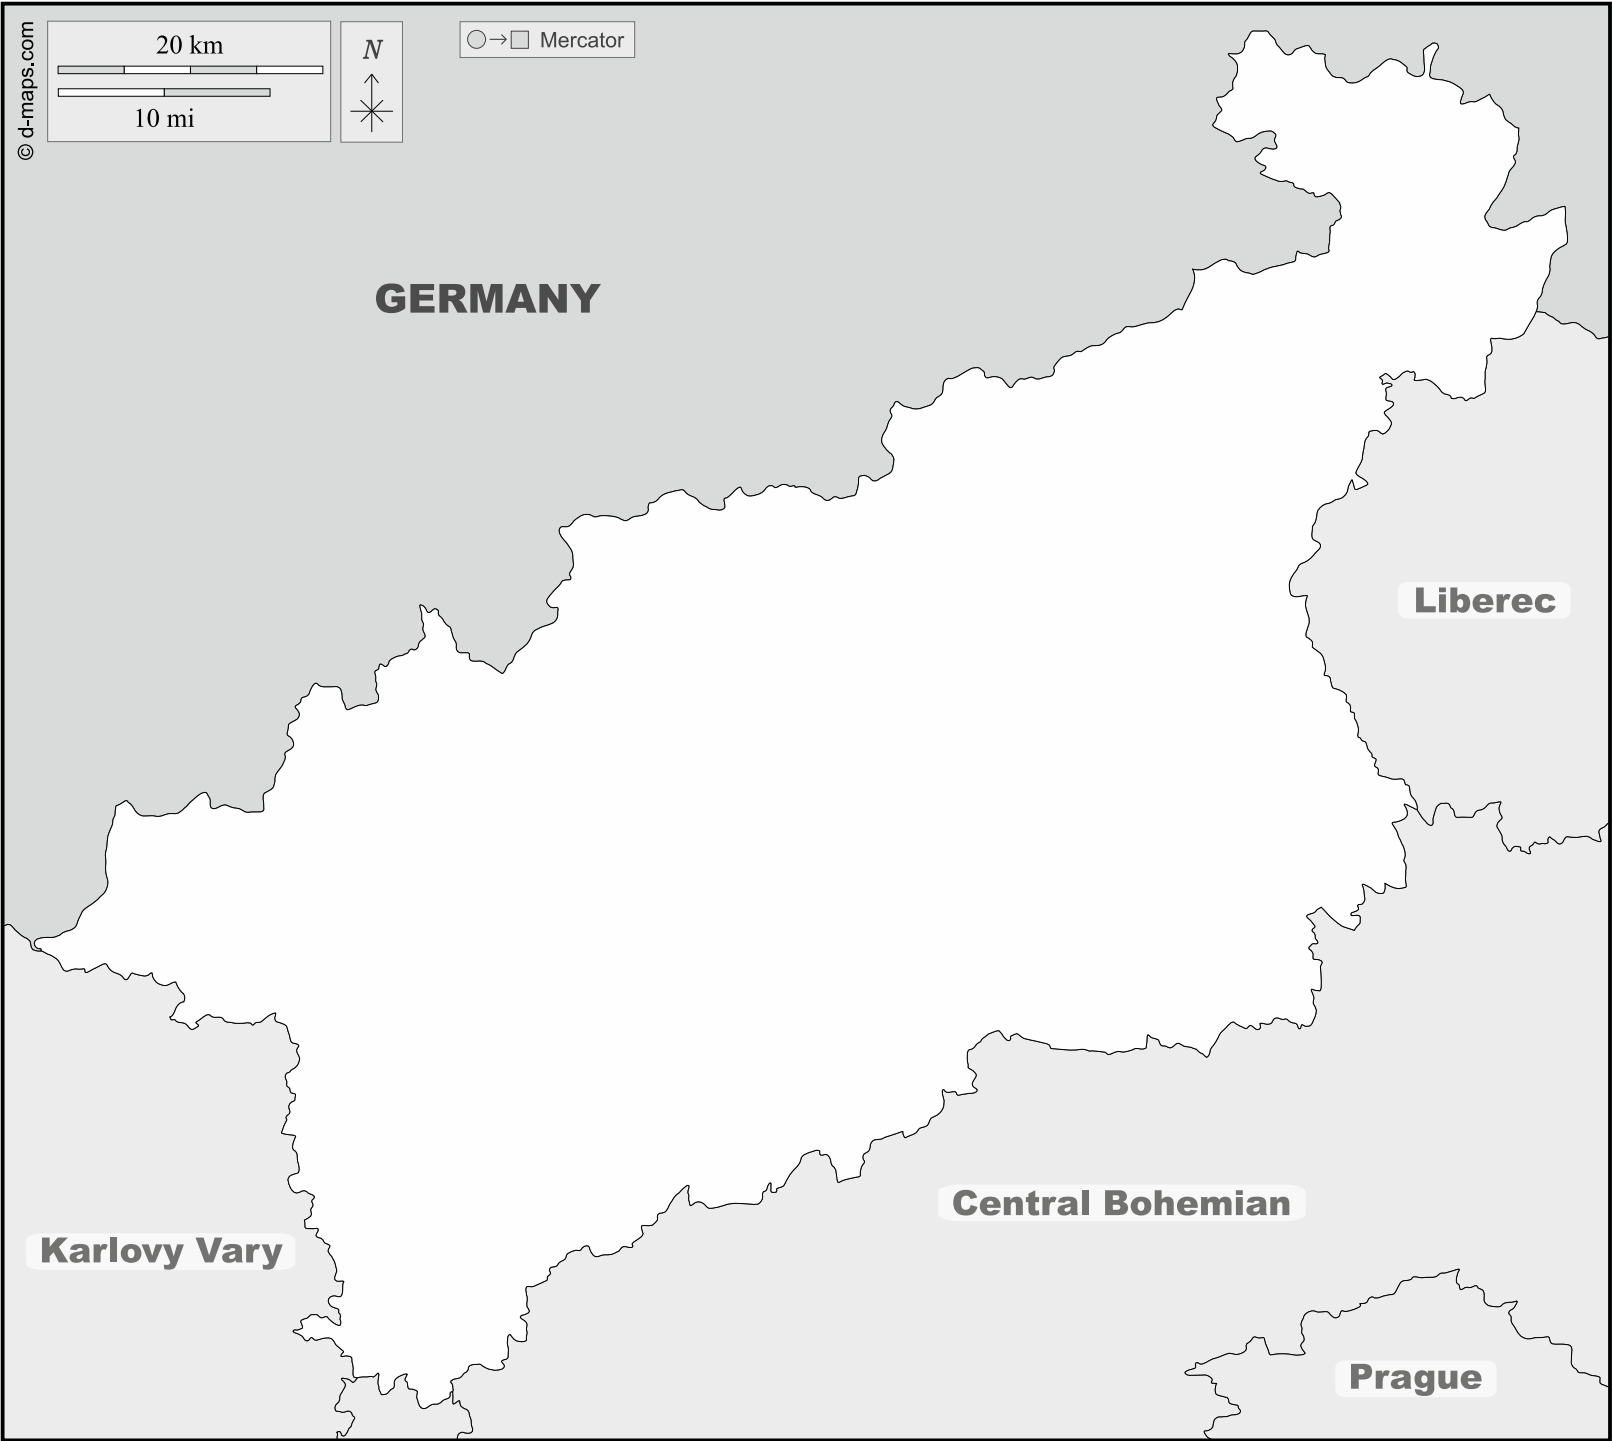 © d-maps.com
20 km
10 mi
N
Mercator
GERMANY
Liberec
Central Bohemian
Karlovy Vary
Prague